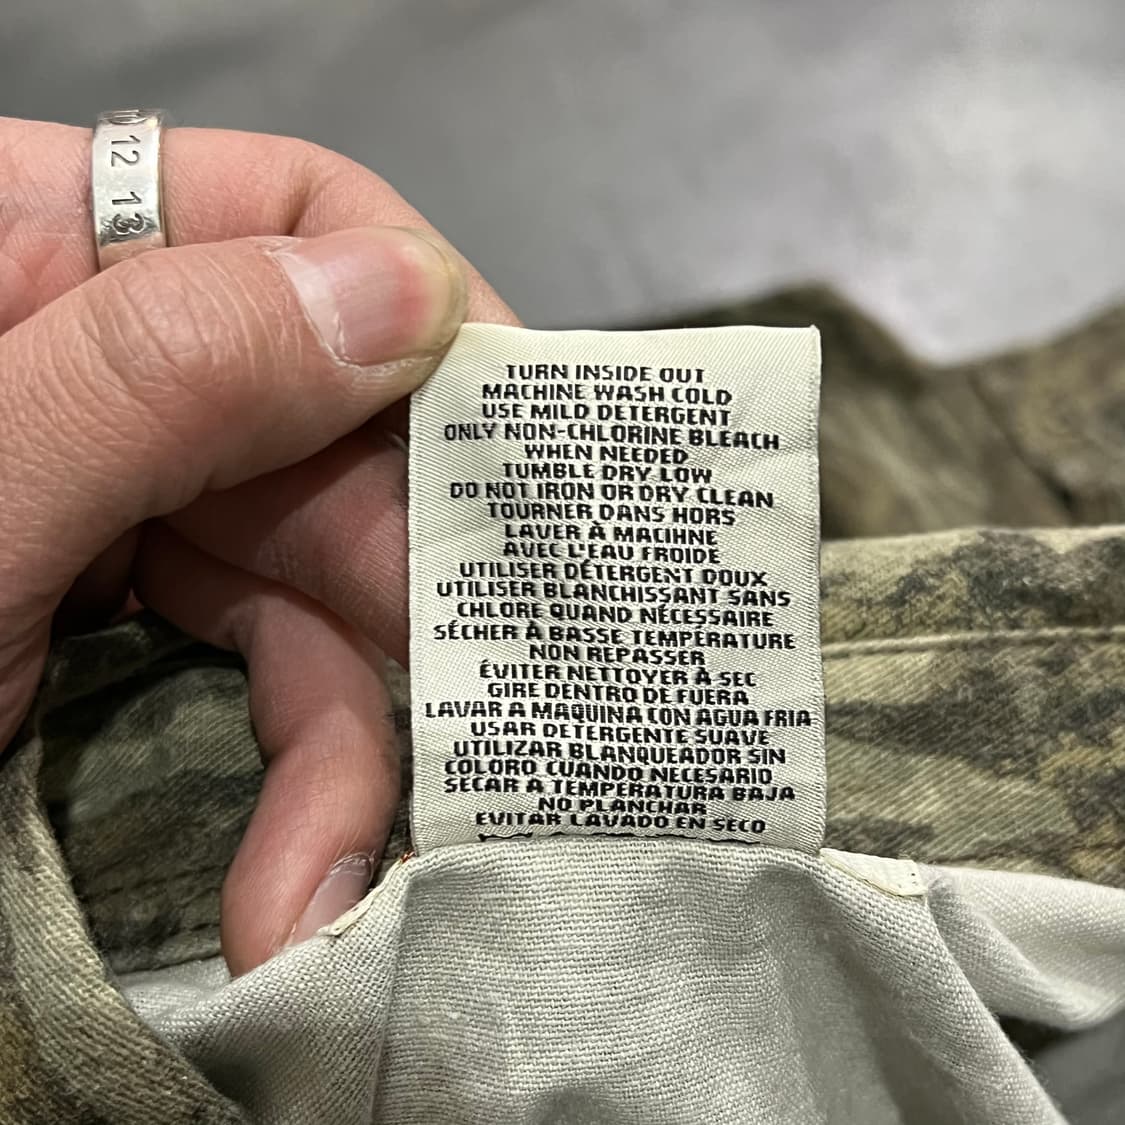 10
12
13
TURN INSIDE OUT
MACHINE WASH COLD
USE MILD DETERGENT
ONLY NON-CHLORINE BLEACH
WHEN NEEDED
TUMBLE DRY LOW
DO NOT IRON OR DRY CLEAN
TOURNER DANS HORS
LAVER À MACIHNE
AVEC L'EAU FROIDE
UTILISER DÉTERGENT DOUX
UTILISER BLANCHISSANT SANS
CHLORE QUAND NÉCESSAIRE
SÉCHER À BASSE TEMPÉRATURE
NON REPASSER
ÉVITER NETTOYER À SEC
GIRE DENTRO DE FUERA
LAVAR A MAQUINA CON AGUA FRIA
USAR DETERGENTE SUAVE
UTILIZAR BLANQUEADOR SIN
COLORO CUANDO NECESARIO
SECAR A TEMPERATURA BAJA
NO PLANCHAR
EVITAR LAVADO EN SECO